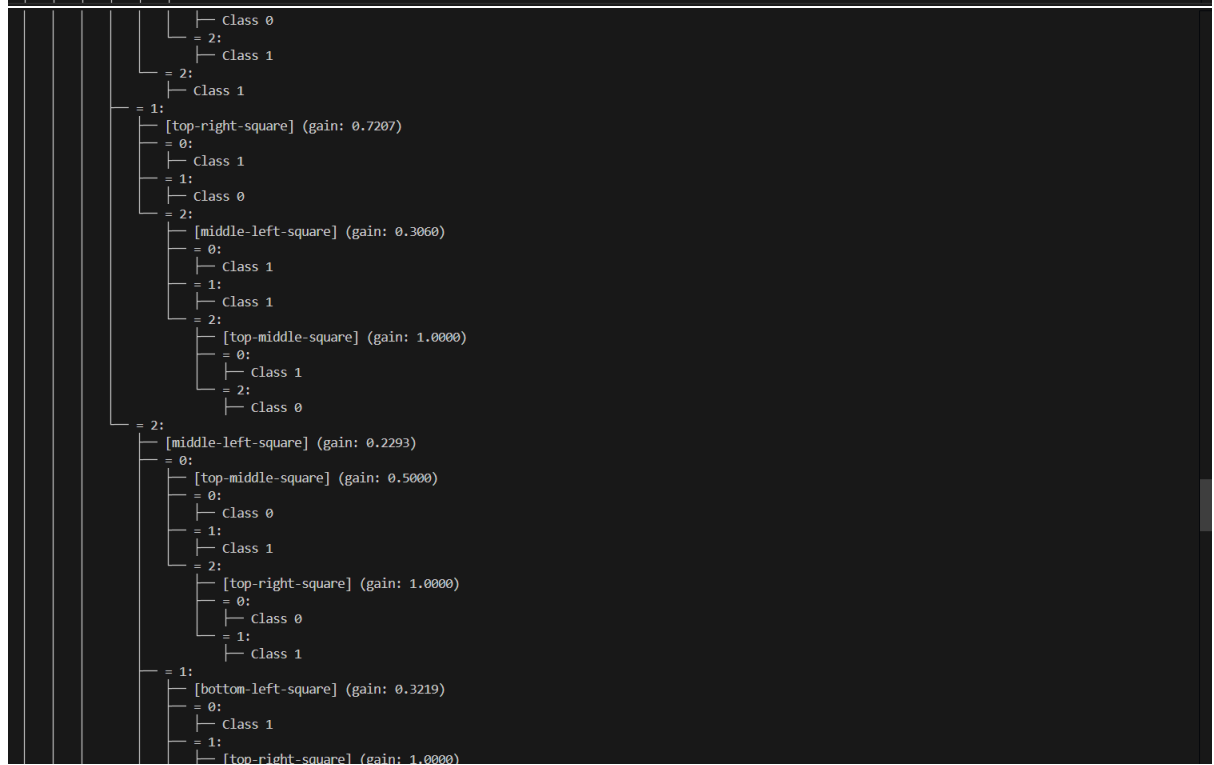 Class 0
= 2:
Class 1
= 2:
Class 1
= 1:
[top-right-square] (gain: 0.7207)
= 0:
Class 1
= 1:
Class 0
= 2:
[middle-left-square] (gain: 0.3060)
= 0:
Class 1
= 1:
Class 1
= 2:
[top-middle-square] (gain: 1.0000)
= 0:
Class 1
= 2:
Class 0
= 2:
[middle-left-square] (gain: 0.2293)
= 0:
[top-middle-square] (gain: 0.5000)
= 0:
Class 0
= 1:
Class 1
= 2:
[top-right-square] (gain: 1.0000)
= 0:
Class 0
= 1:
Class 1
= 1:
[bottom-left-square] (gain: 0.3219)
= 0:
Class 1
= 1:
[top-right-square] (gain: 1.0000)